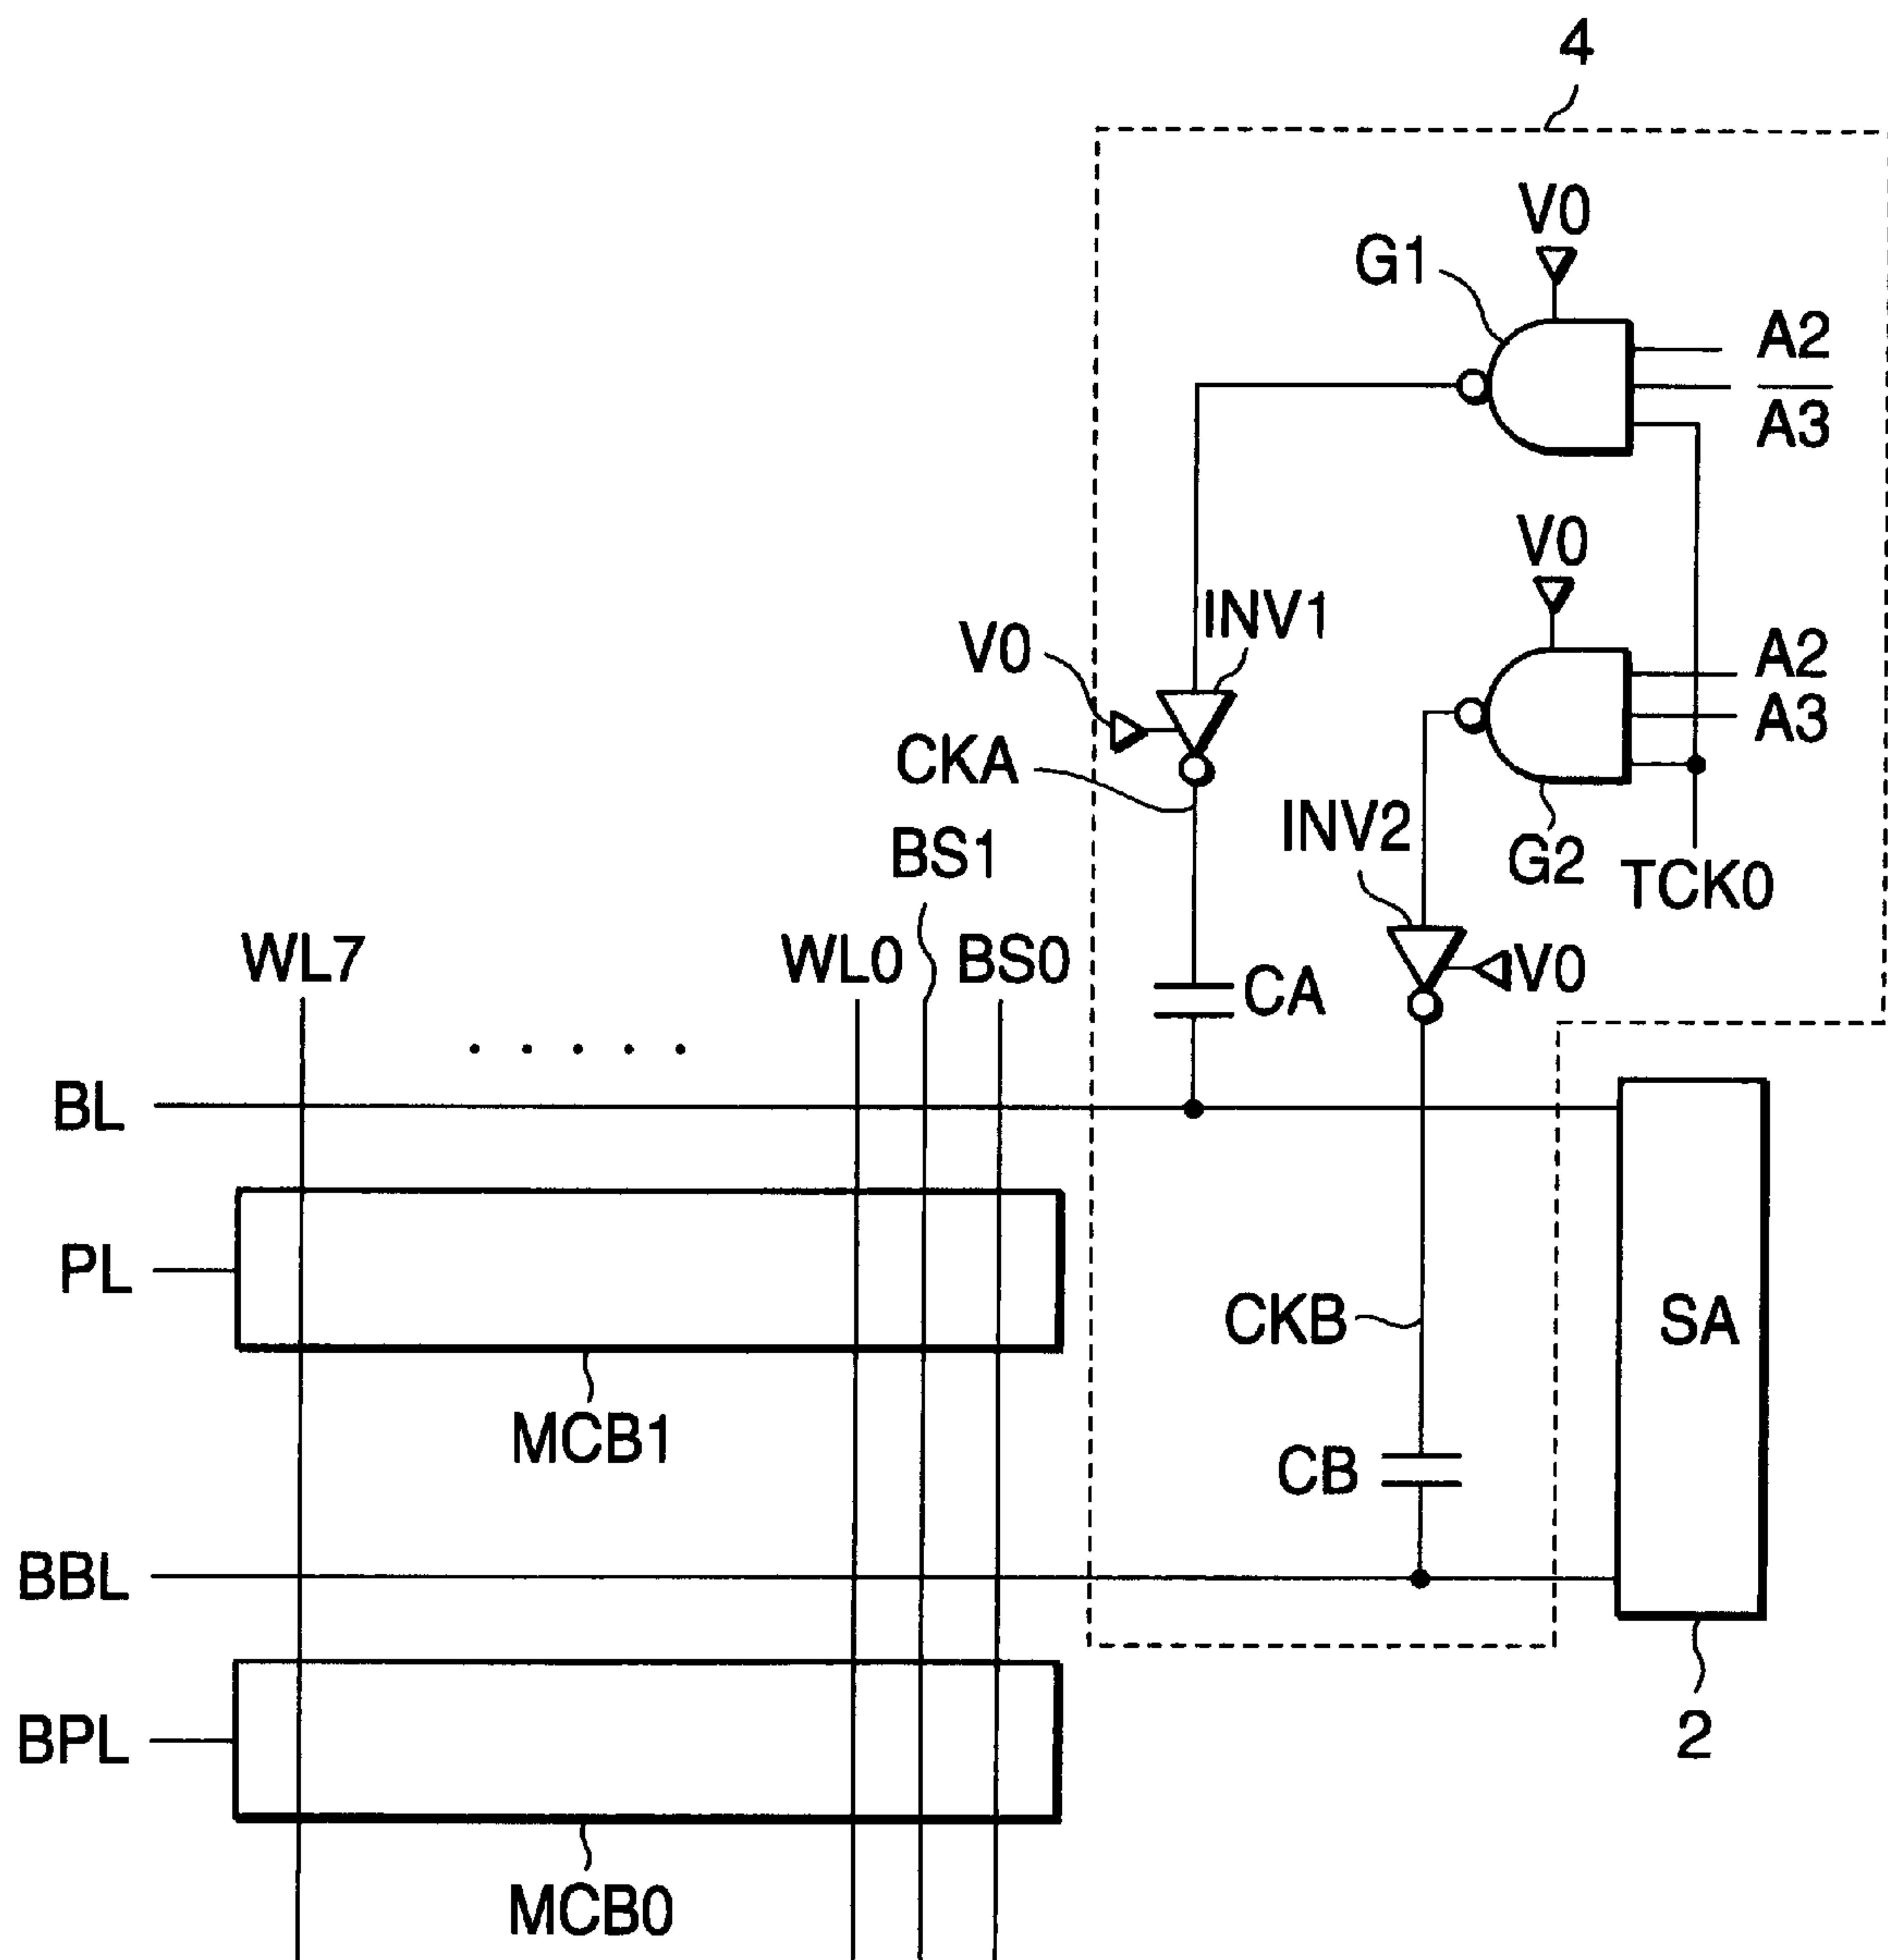 4
V0
G1
A2
A̅3̅
V0
INV1
V0
A2
A3
CKA
INV2
BS1
G2
TCK0
WL7
WL0
BS0
V0
CA
. . . . .
BL
PL
CKB
SA
MCB1
CB
BBL
BPL
2
MCB0